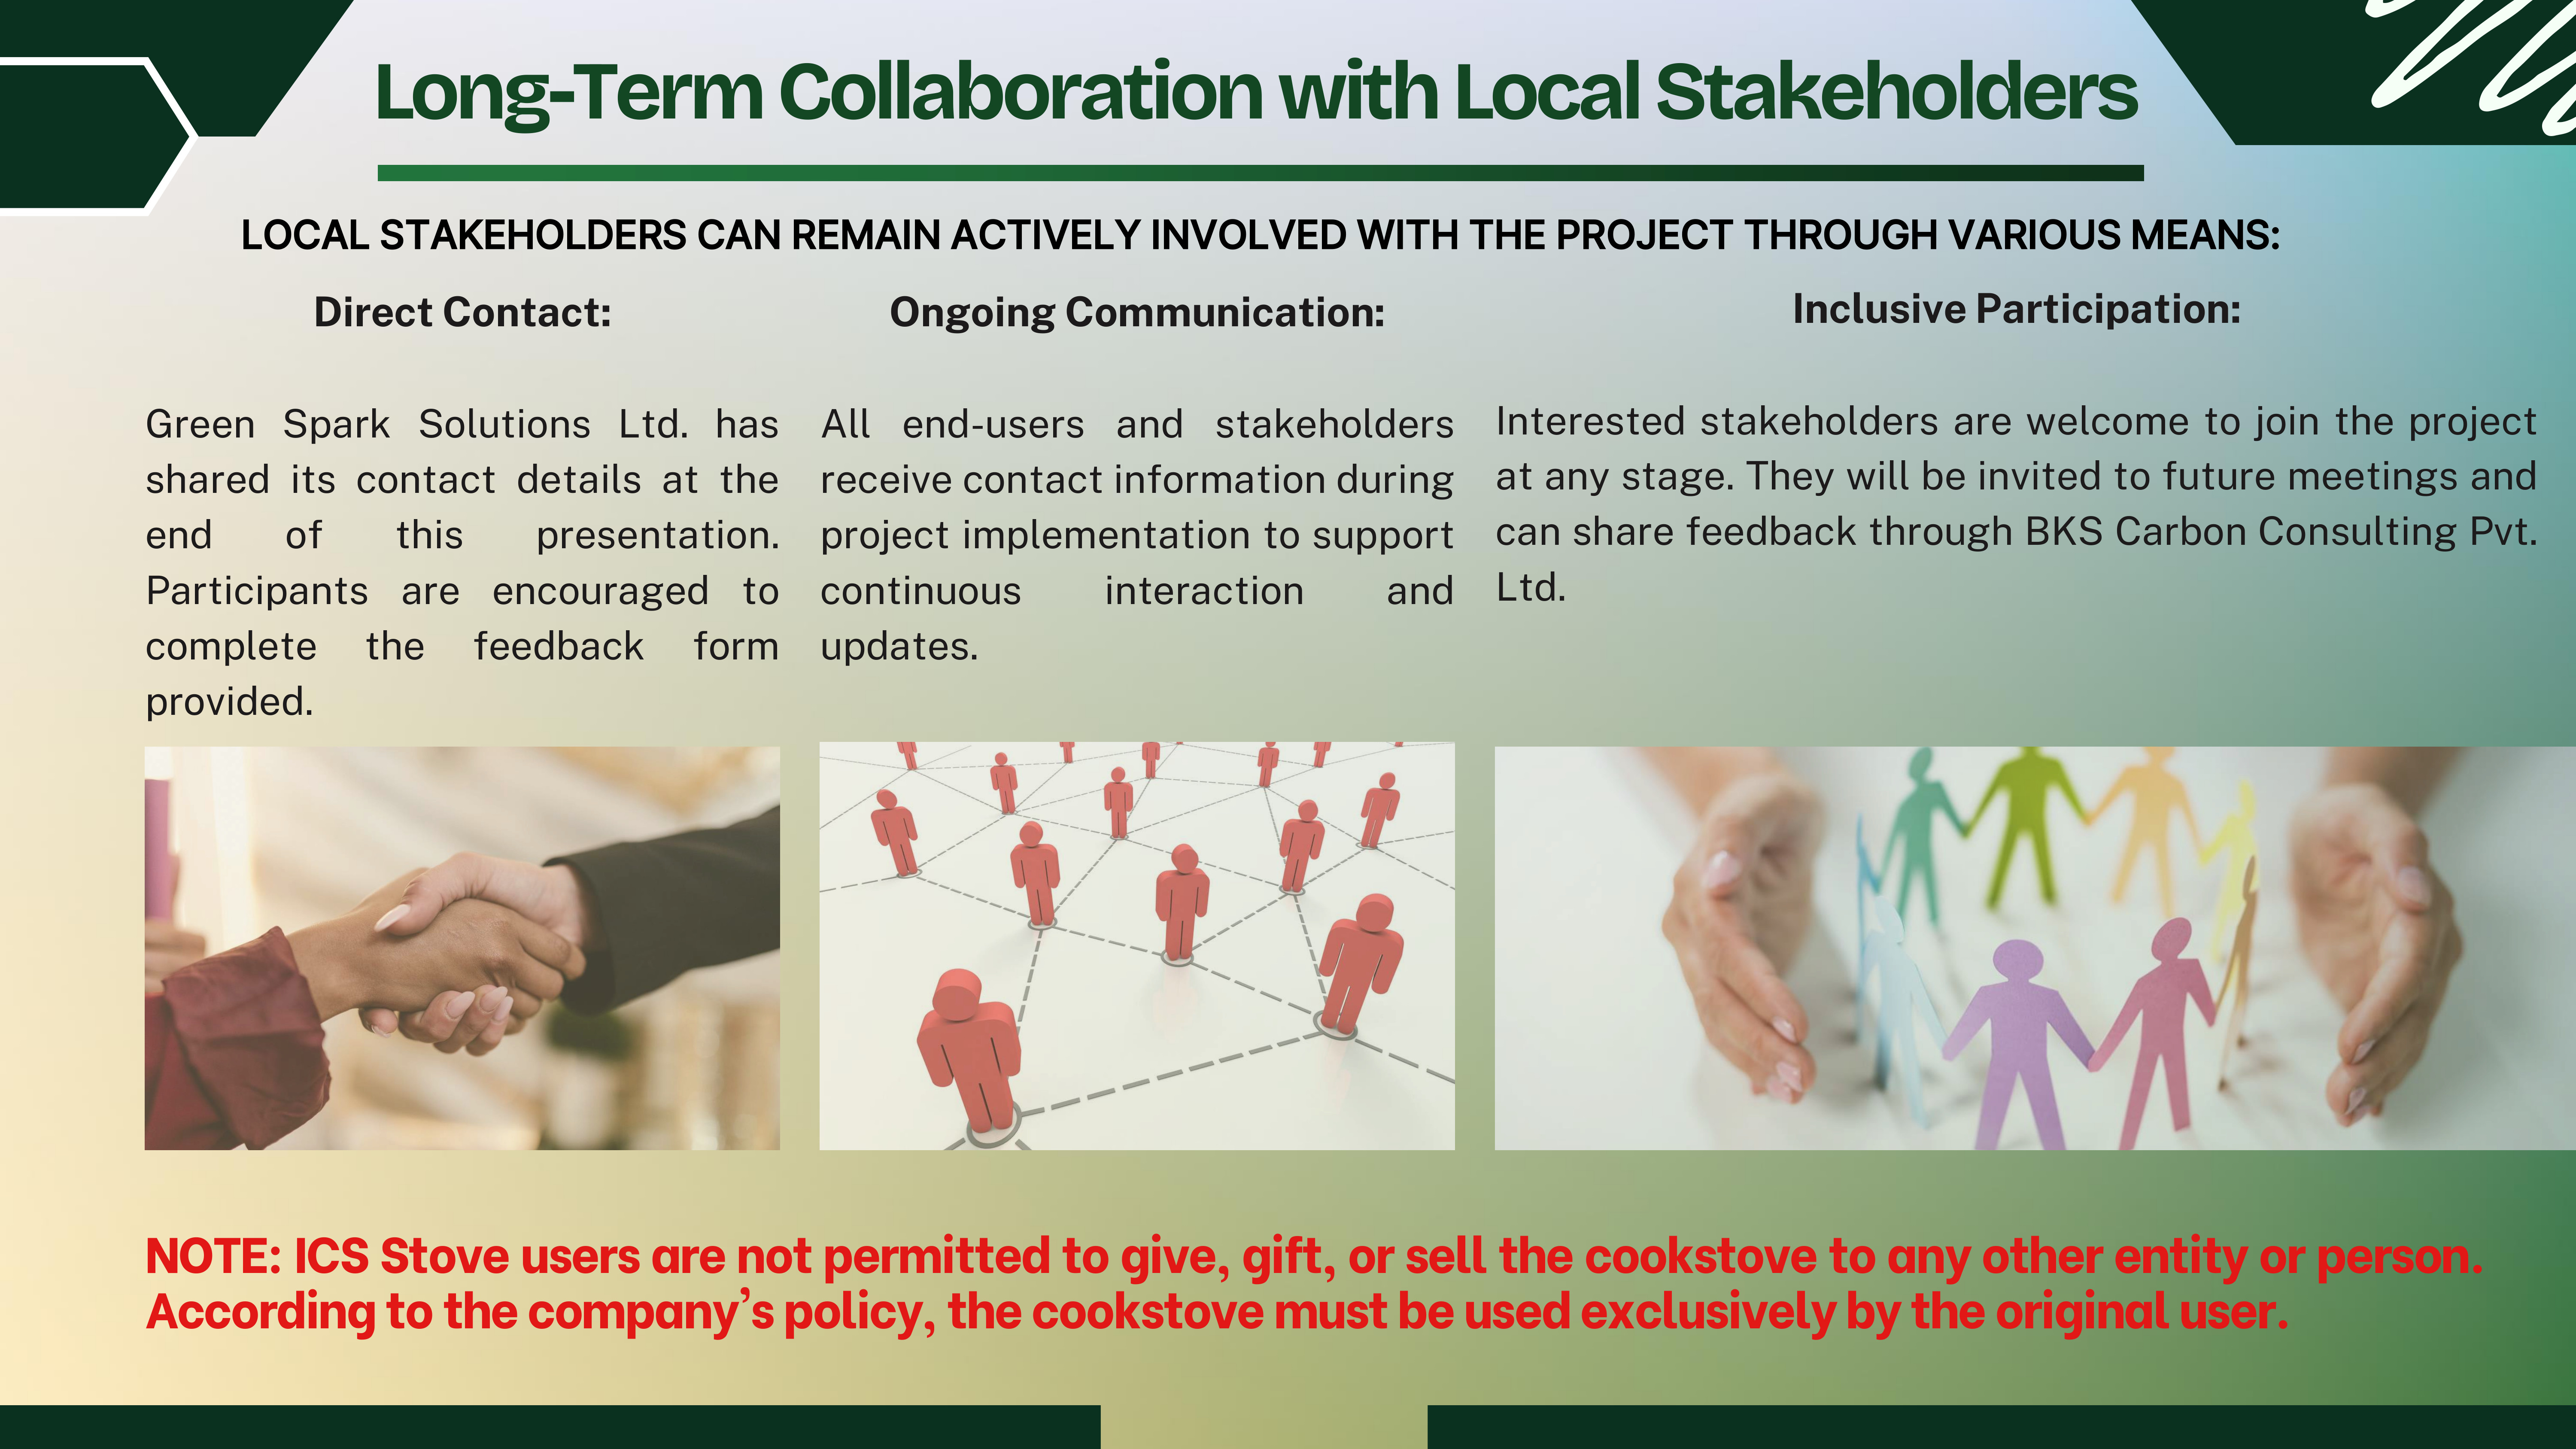 Long-Term Collaboration with Local Stakeholders
LOCAL STAKEHOLDERS CAN REMAIN ACTIVELY INVOLVED WITH THE PROJECT THROUGH VARIOUS MEANS:
Direct Contact:
Green Spark Solutions Ltd. has
shared its contact details at the
end of this presentation.
Participants are encouraged to
complete the feedback form
provided.
Ongoing Communication:
All end-users and stakeholders
receive contact information during
project implementation to support
continuous interaction and
updates.
Inclusive Participation:
Interested stakeholders are welcome to join the project
at any stage. They will be invited to future meetings and
can share feedback through BKS Carbon Consulting Pvt.
Ltd.
NOTE: ICS Stove users are not permitted to give, gift, or sell the cookstove to any other entity or person.
According to the company’s policy, the cookstove must be used exclusively by the original user.